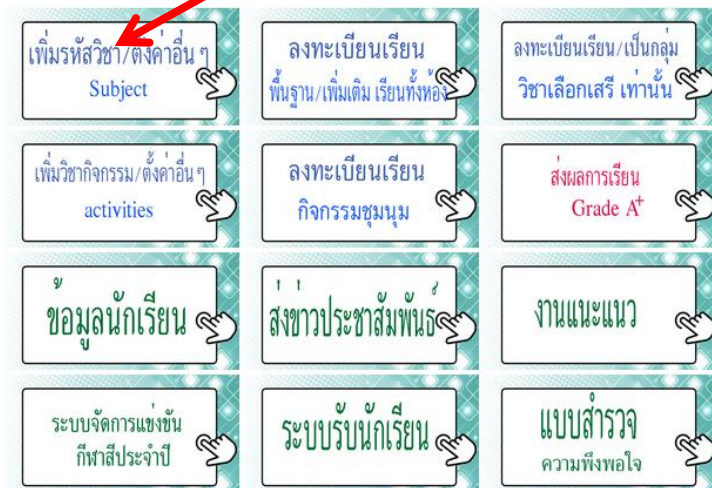 เพิ่มรหัสวิชา/ตั้งค่าอื่น ๆ
Subject
ลงทะเบียนเรียน
พื้นฐาน/เพิ่มเติม เรียนทั้งห้อง
ลงทะเบียนเรียน/เป็นกลุ่ม
วิชาเลือกเสรี เท่านั้น
เพิ่มวิชากิจกรรม/ตั้งค่าอื่น ๆ
activities
ลงทะเบียนเรียน
กิจกรรมชุมนุม
ส่งผลการเรียน
Grade A+
ข้อมูลนักเรียน
ส่งข่าวประชาสัมพันธ์
งานแนะแนว
ระบบจัดการแข่งขัน
กีฬาสีประจำปี
ระบบรับนักเรียน
แบบสำรวจ
ความพึงพอใจ